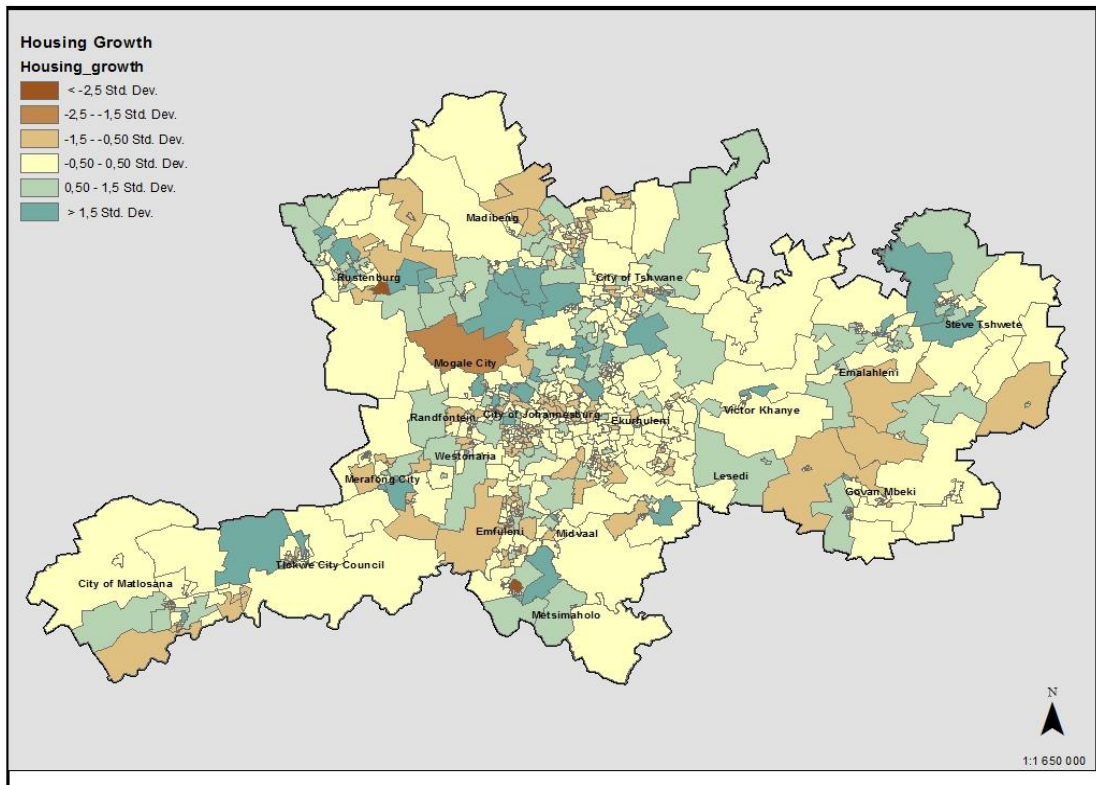 Housing Growth
Housing_growth
< -2,5 Std. Dev.
-2,5 - -1,5 Std. Dev.
-1,5 - -0,50 Std. Dev.
-0,50 - 0,50 Std. Dev.
0,50 - 1,5 Std. Dev.
> 1,5 Std. Dev.
Madibeng
Rustenburg
City of Tshwane
Steve Tshwete
Mogale City
Emalahleni
Randfontein
City of Johannesburg
Ekurhuleni
Victor Khanye
Westonaria
Merafong City
Lesedi
Govan Mbeki
Emfuleni
Midvaal
Tlokwe City Council
City of Matlosana
Metsimaholo
N
1:1 650 000